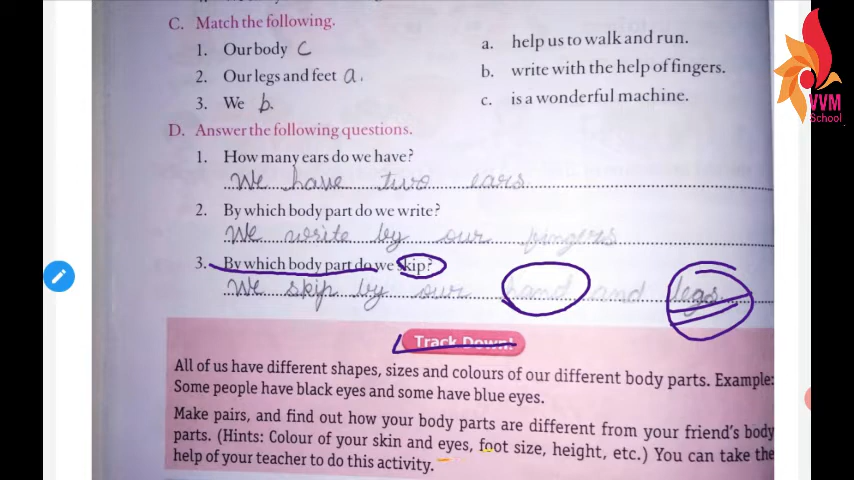 C. Match the following.
1. Our body c
a. help us to walk and run.
2. Our legs and feet a.
b. write with the help of fingers.
3. We b.
c. is a wonderful machine.
D. Answer the following questions.
1. How many ears do we have?
We have two ears
2. By which body part do we write?
We write by our fingers
3. By which body part do we skip?
We skip by our hand and legs
Track Down!
All of us have different shapes, sizes and colours of our different body parts. Example:
Some people have black eyes and some have blue eyes.
Make pairs, and find out how your body parts are different from your friend's body
parts. (Hints: Colour of your skin and eyes, foot size, height, etc.) You can take the
help of your teacher to do this activity.
VVM
School